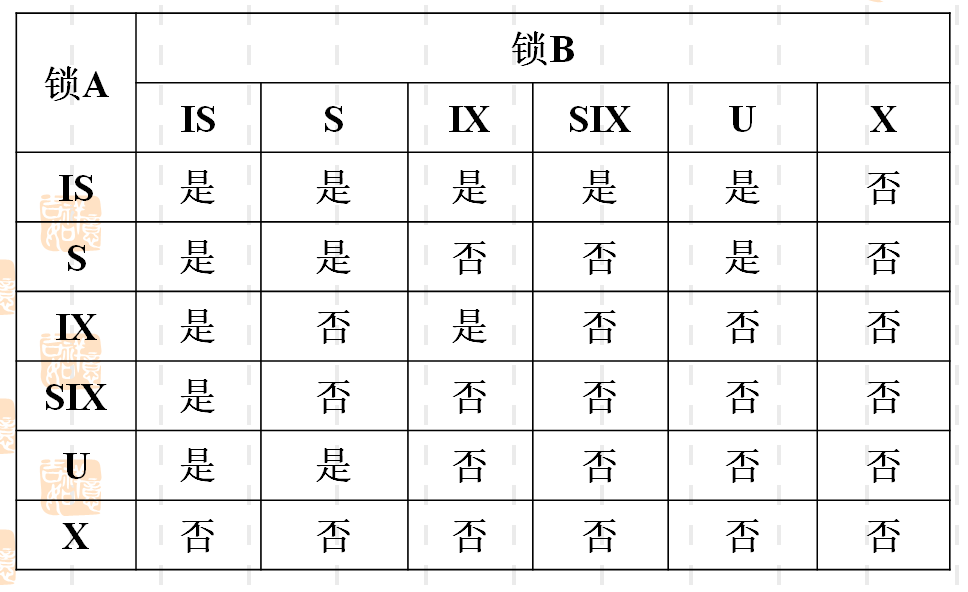 锁A 锁B
IS S IX SIX U X
IS 是 是 是 是 是 否
S 是 是 否 否 是 否
IX 是 否 是 否 否 否
SIX 是 否 否 否 否 否
U 是 是 否 否 否 否
X 否 否 否 否 否 否